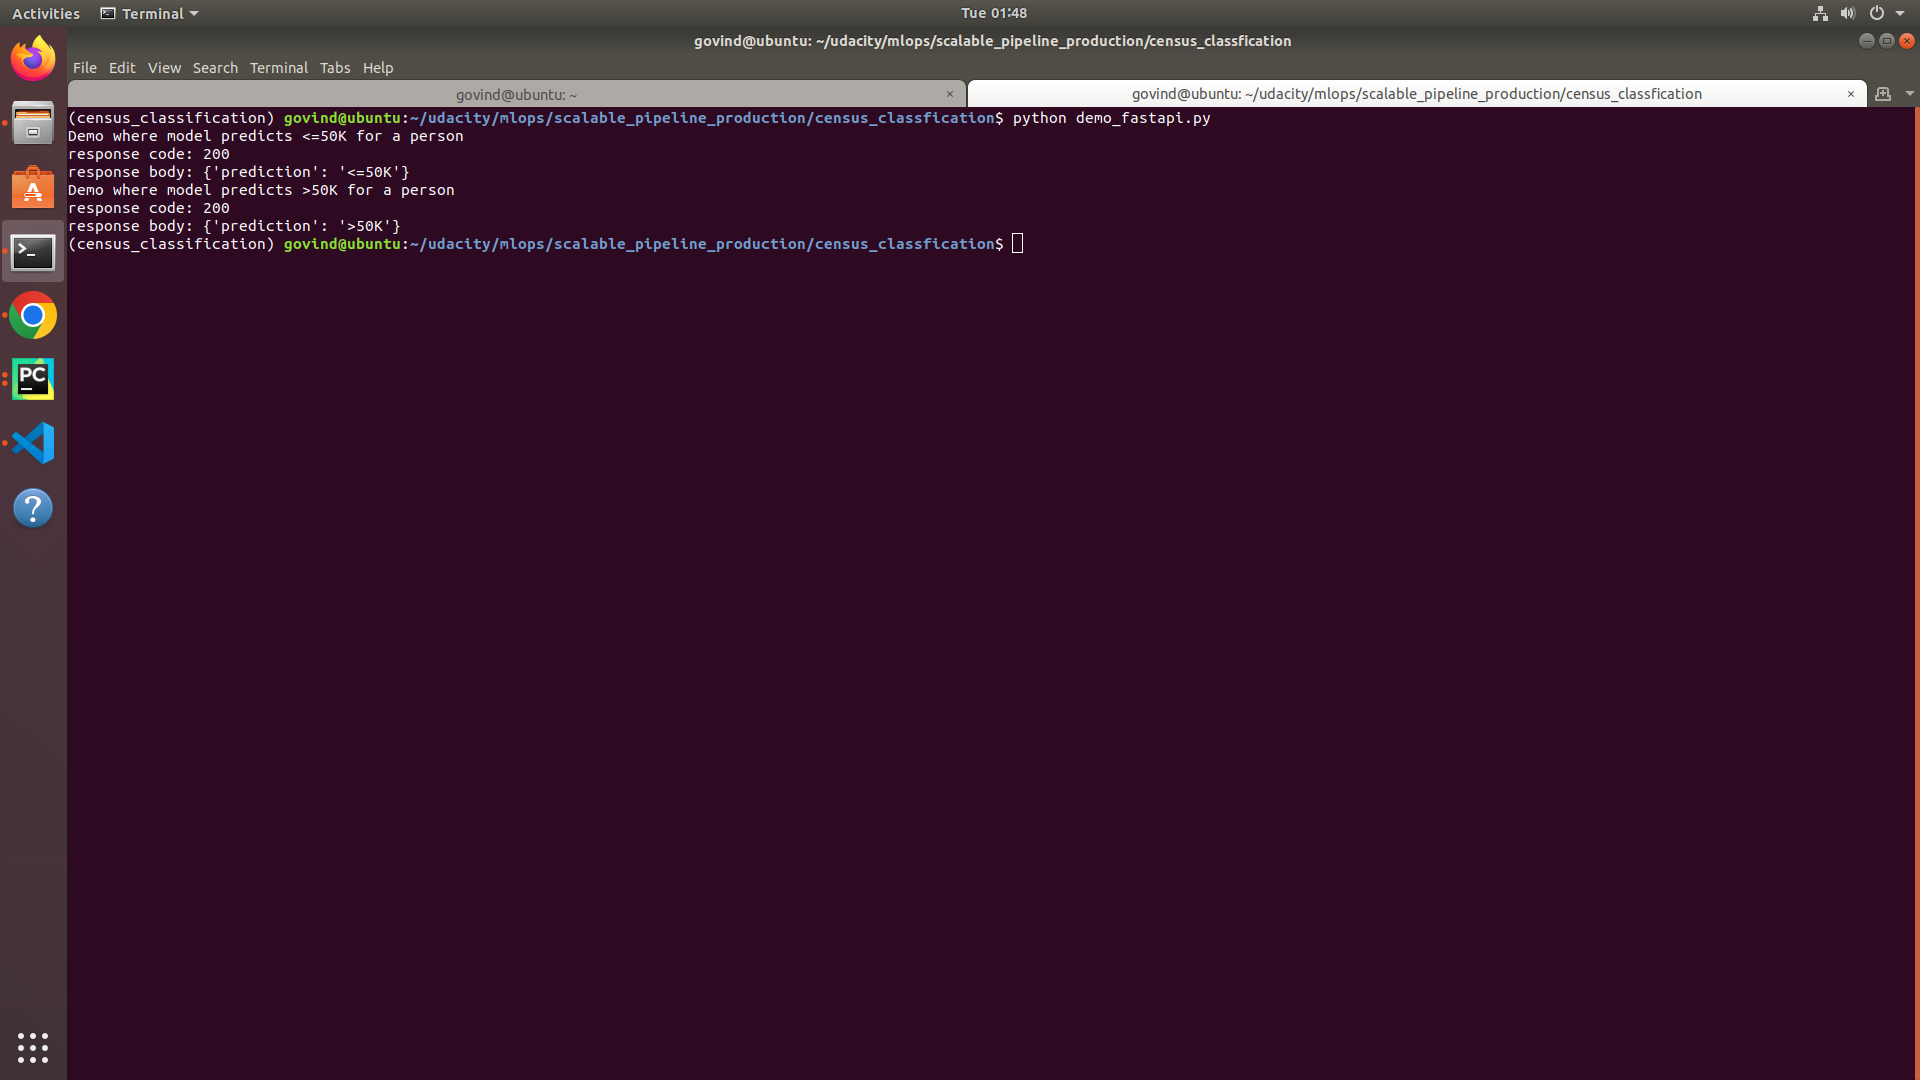 Activities Terminal Tue 01:48
govind@ubuntu: ~/udacity/mlops/scalable_pipeline_production/census_classfication
File Edit View Search Terminal Tabs Help
govind@ubuntu: ~ × govind@ubuntu: ~/udacity/mlops/scalable_pipeline_production/census_classfication ×
(census_classification) govind@ubuntu:~/udacity/mlops/scalable_pipeline_production/census_classfication$ python demo_fastapi.py
Demo where model predicts <=50K for a person
response code: 200
response body: {'prediction': '<=50K'}
Demo where model predicts >50K for a person
response code: 200
response body: {'prediction': '>50K'}
(census_classification) govind@ubuntu:~/udacity/mlops/scalable_pipeline_production/census_classfication$
PC